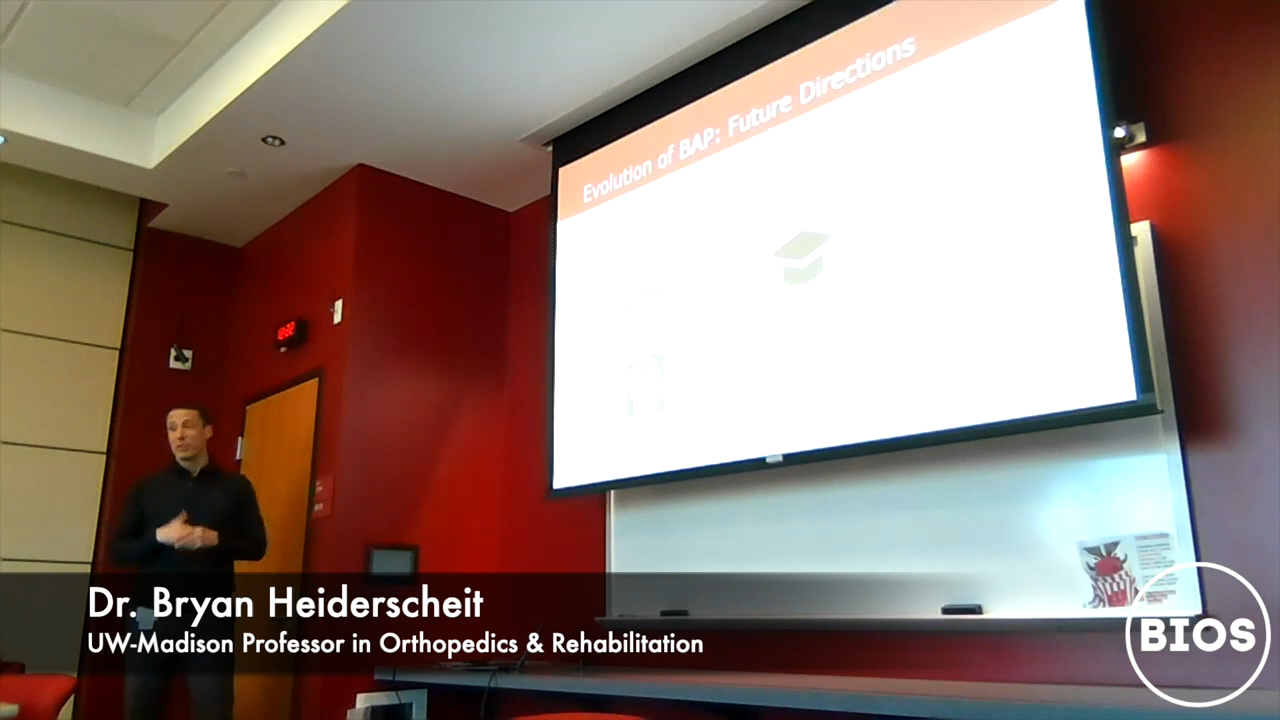 Evolution of BAP: Future Directions
Dr. Bryan Heiderscheit
UW-Madison Professor in Orthopedics & Rehabilitation
BIOS